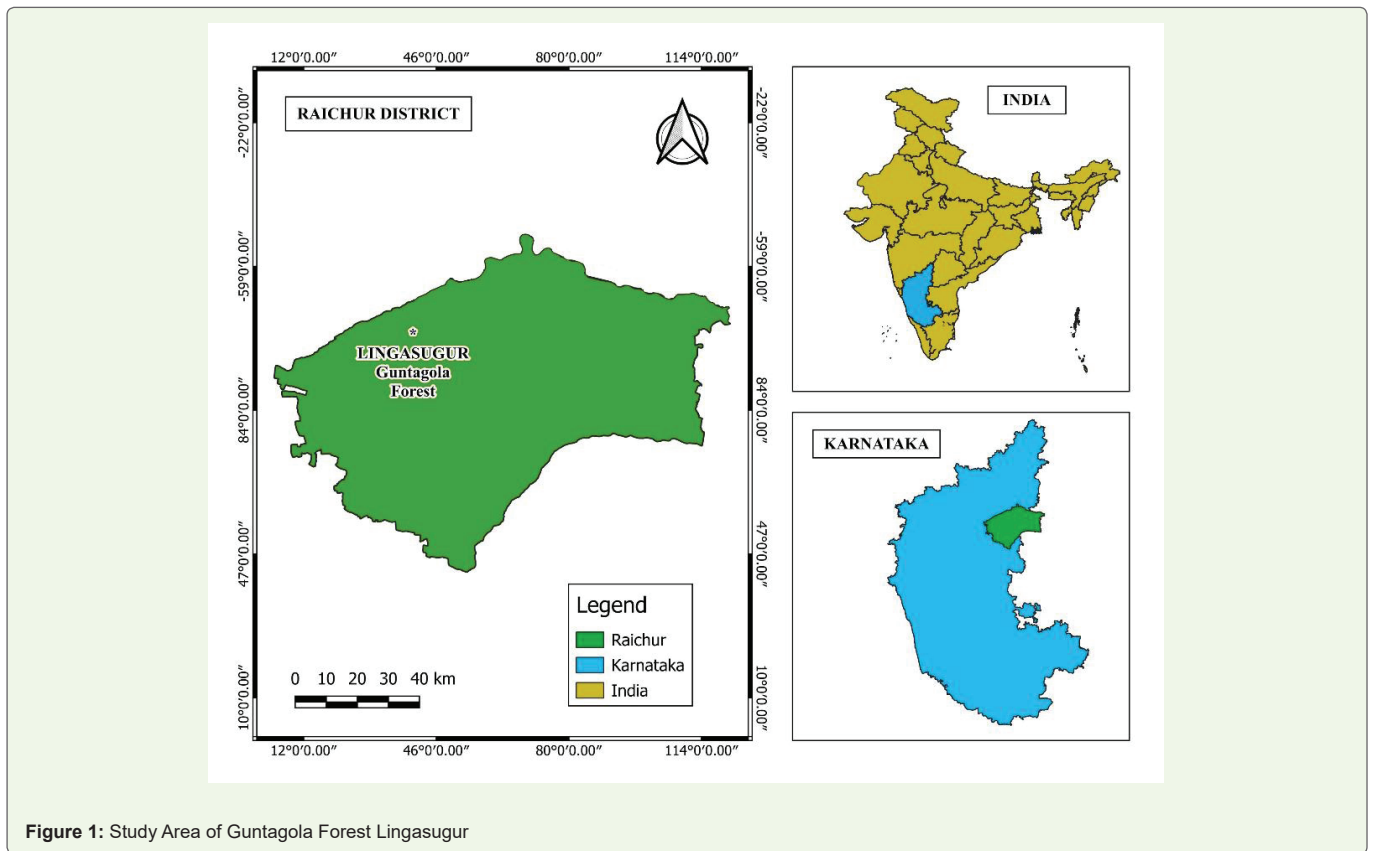 12°0'0.00" 46°0'0.00" 80°0'0.00" 114°0'0.00"
RAICHUR DISTRICT
-22°0'0.00"
-59°0'0.00"
84°0'0.00"
47°0'0.00"
10°0'0.00"
*
LINGASUGUR
Guntagola
Forest
Legend
Raichur
Karnataka
India
0 10 20 30 40 km
-22°0'0.00"
-59°0'0.00"
84°0'0.00"
47°0'0.00"
10°0'0.00"
12°0'0.00" 46°0'0.00" 80°0'0.00" 114°0'0.00"
INDIA
KARNATAKA
Figure 1: Study Area of Guntagola Forest Lingasugur